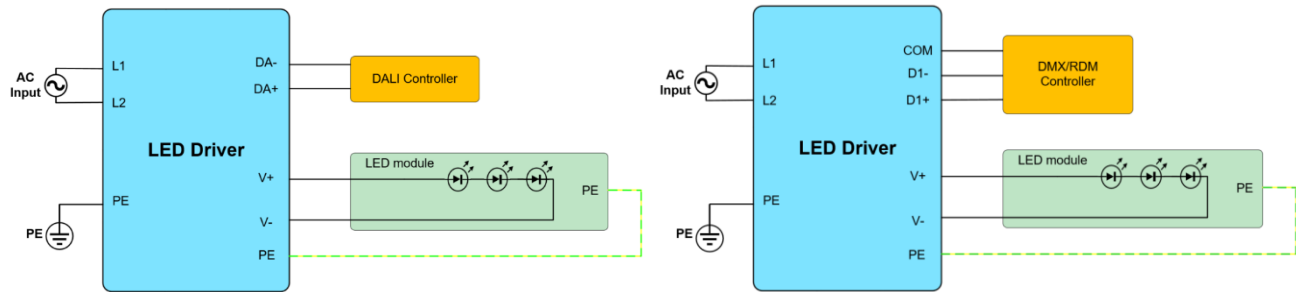 AC
Input
L1
L2
LED Driver
PE
PE
DA-
DA+
DALI Controller
V+
V-
PE
LED module
PE
AC
Input
L1
L2
LED Driver
PE
PE
COM
D1-
D1+
DMX/RDM
Controller
V+
V-
PE
LED module
PE